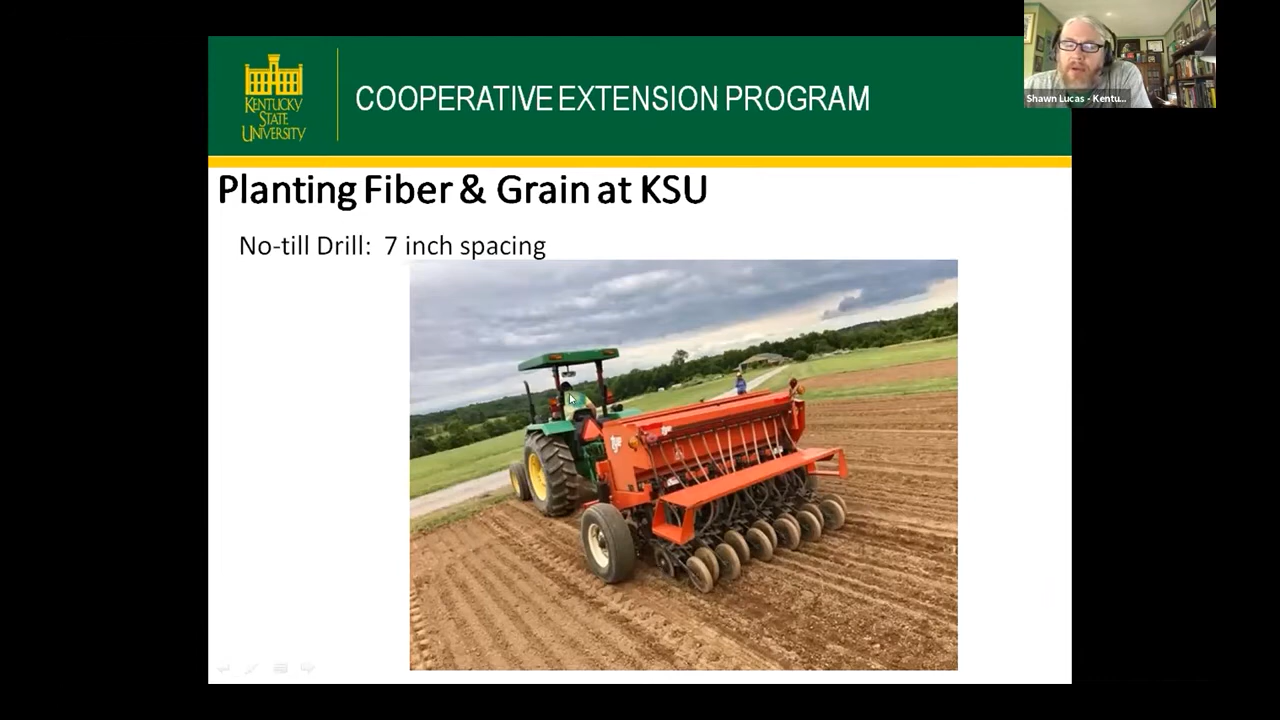 KENTUCKY
STATE
UNIVERSITY
COOPERATIVE EXTENSION PROGRAM
Shawn Lucas - Kentu...
Planting Fiber & Grain at KSU
No-till Drill: 7 inch spacing